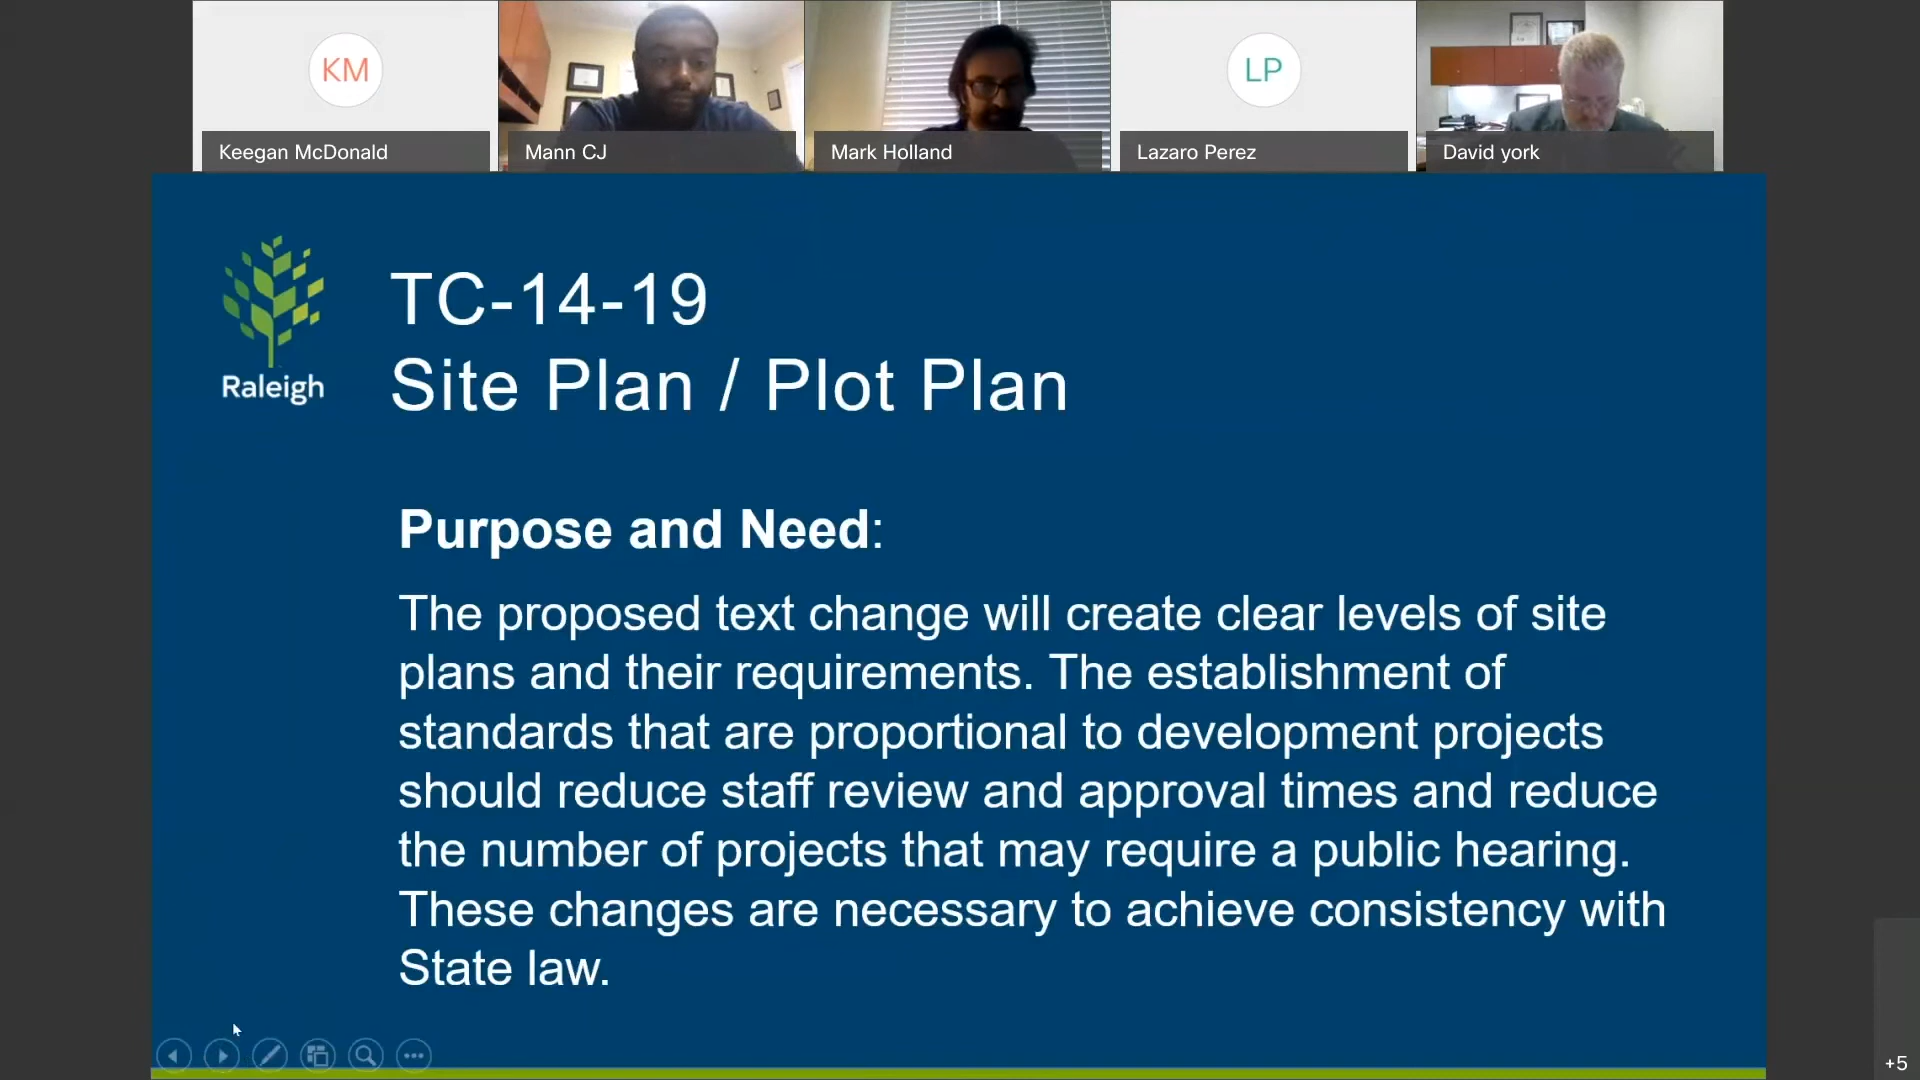 KM
LP
Keegan McDonald
Mann CJ
Mark Holland
Lazaro Perez
David york
Raleigh
TC-14-19
Site Plan / Plot Plan
Purpose and Need:
The proposed text change will create clear levels of site
plans and their requirements. The establishment of
standards that are proportional to development projects
should reduce staff review and approval times and reduce
the number of projects that may require a public hearing.
These changes are necessary to achieve consistency with
State law.
+5